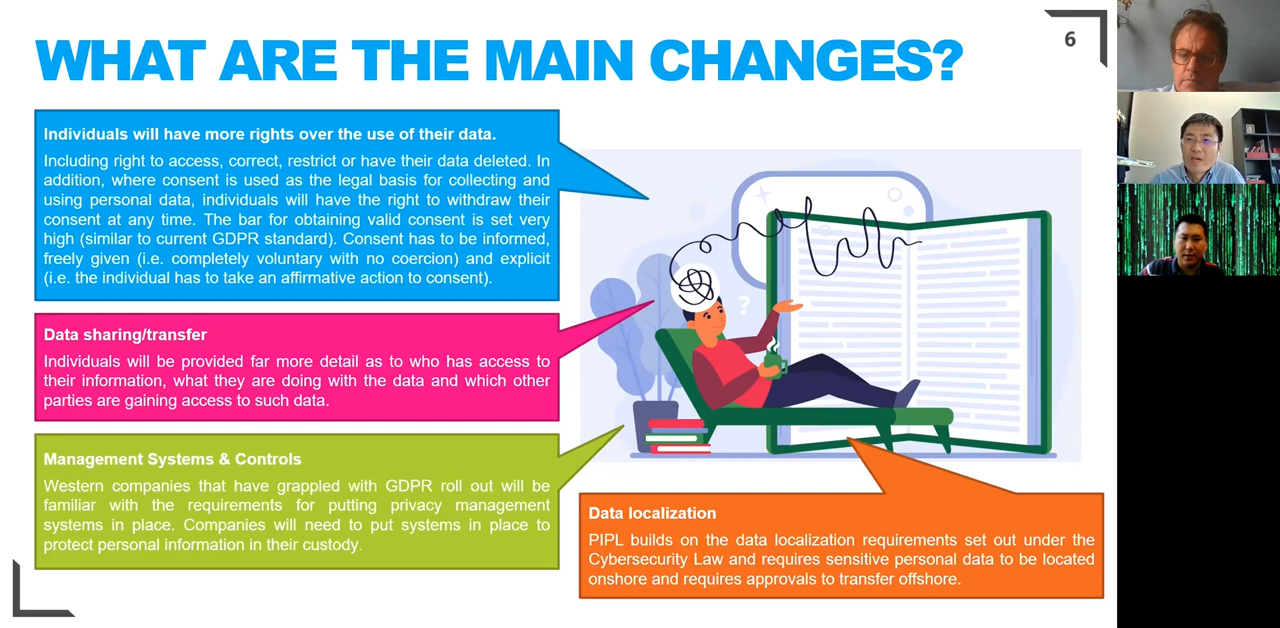 WHAT ARE THE MAIN CHANGES?
6
Individuals will have more rights over the use of their data.
Including right to access, correct, restrict or have their data deleted. In
addition, where consent is used as the legal basis for collecting and
using personal data, individuals will have the right to withdraw their
consent at any time. The bar for obtaining valid consent is set very
high (similar to current GDPR standard). Consent has to be informed,
freely given (i.e. completely voluntary with no coercion) and explicit
(i.e. the individual has to take an affirmative action to consent).
Data sharing/transfer
Individuals will be provided far more detail as to who has access to
their information, what they are doing with the data and which other
parties are gaining access to such data.
Management Systems & Controls
Western companies that have grappled with GDPR roll out will be
familiar with the requirements for putting privacy management
systems in place. Companies will need to put systems in place to
protect personal information in their custody.
?
Data localization
PIPL builds on the data localization requirements set out under the
Cybersecurity Law and requires sensitive personal data to be located
onshore and requires approvals to transfer offshore.